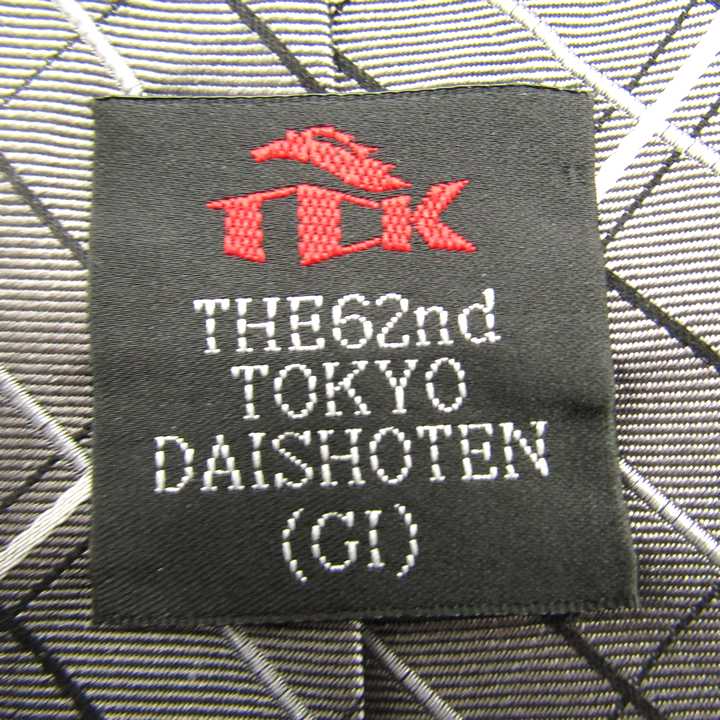 TCK
THE62nd
TOKYO
DAISHOTEN
(GI)